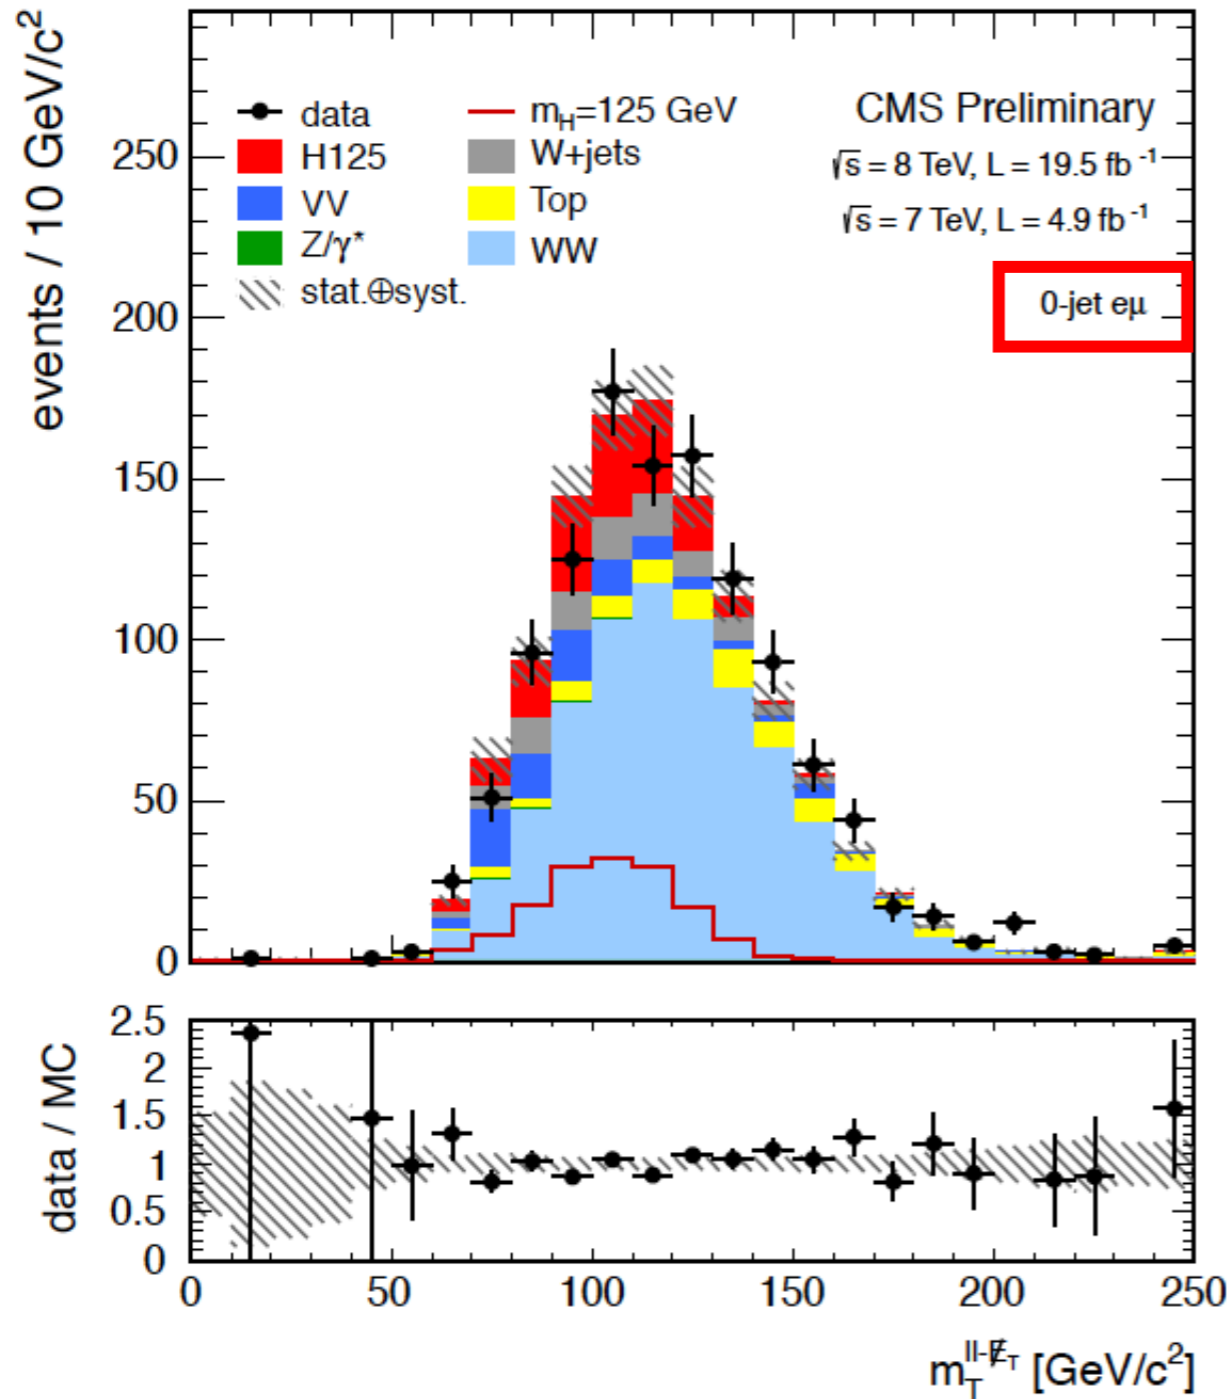 events / 10 GeV/c²
250
200
150
100
50
0
data
H125
VV
Z/γ*
stat.⊕syst.
m_H=125 GeV
W+jets
Top
WW
CMS Preliminary
√s = 8 TeV, L = 19.5 fb⁻¹
√s = 7 TeV, L = 4.9 fb⁻¹
0-jet eμ
data / MC
2.5
2
1.5
1
0.5
0
0 50 100 150 200 250
m_T^{ll-E̸_T} [GeV/c²]